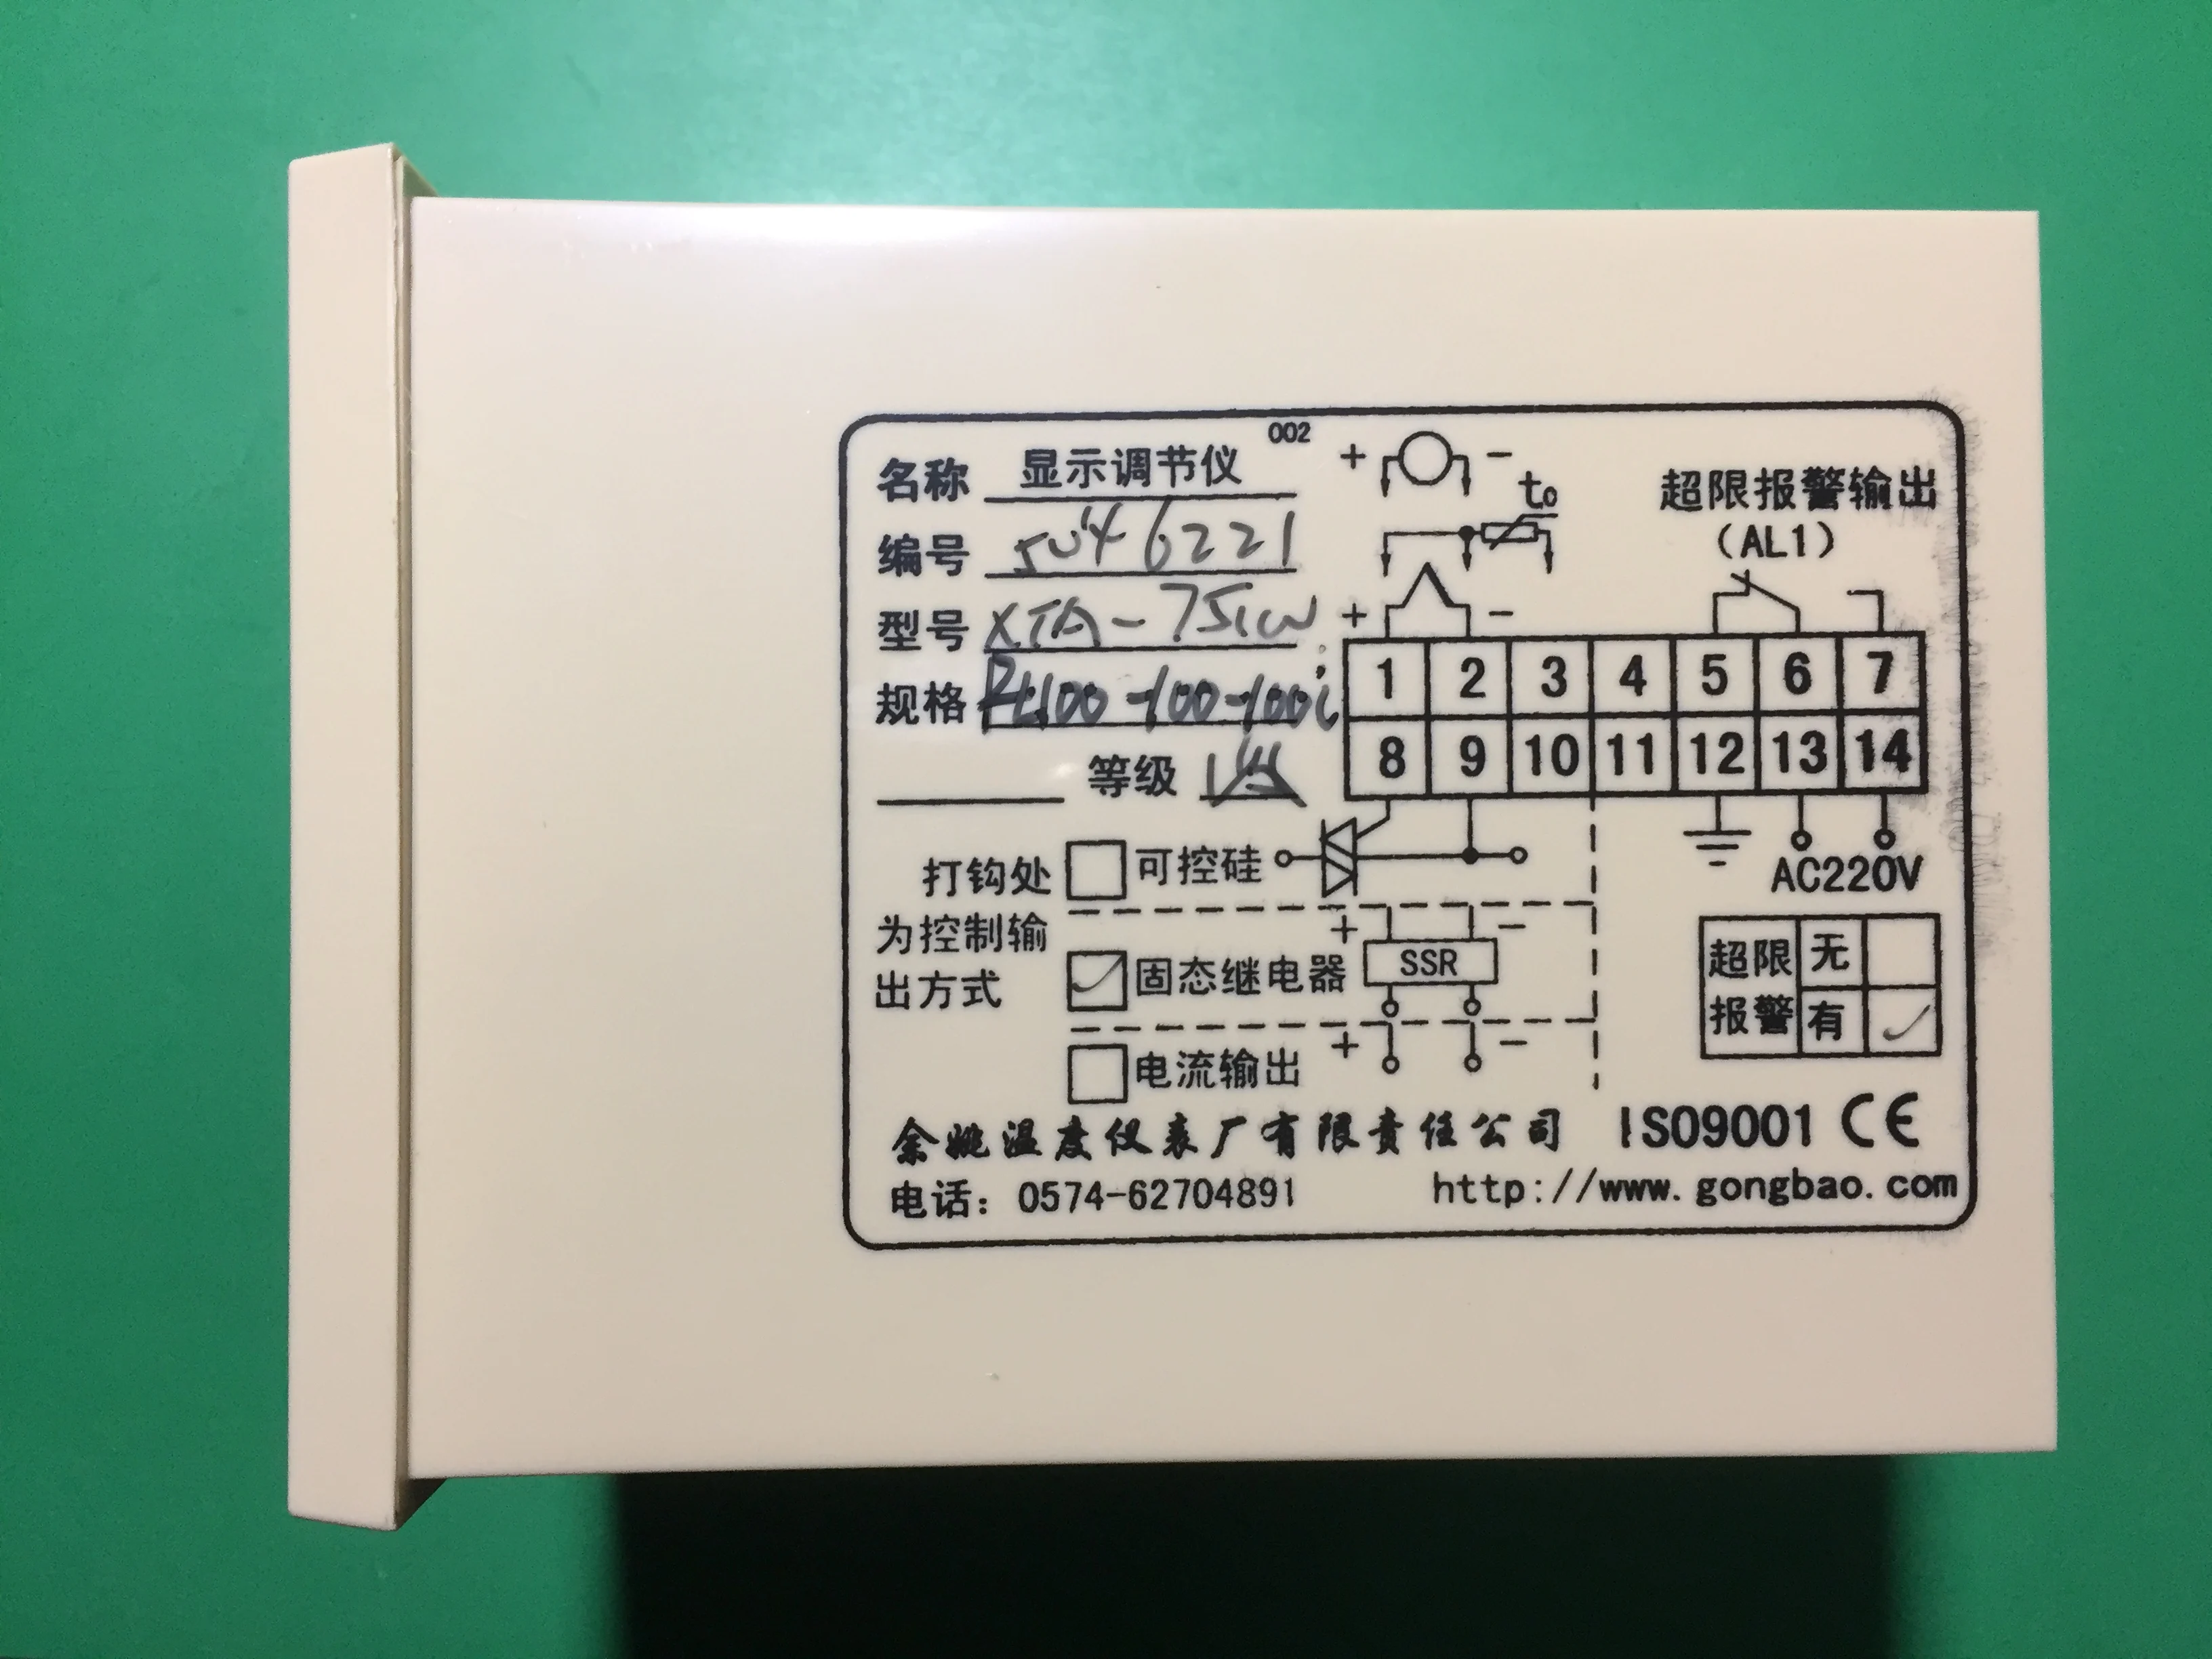 002
名称 显示调节仪
编号 5046221
型号 XTA-751W
规格 Pt100 -100-100
等级
+ -
to
+ -
超限报警输出
(AL1)
1 2 3 4 5 6 7
8 9 10 11 12 13 14
AC220V
打钩处
为控制输
出方式
可控硅
✓ 固态继电器 + SSR -
电流输出 + -
超限报警 无
有 ✓
余姚温度仪表厂有限责任公司 ISO9001 CE
电话: 0574-62704891 http://www.gongbao.com